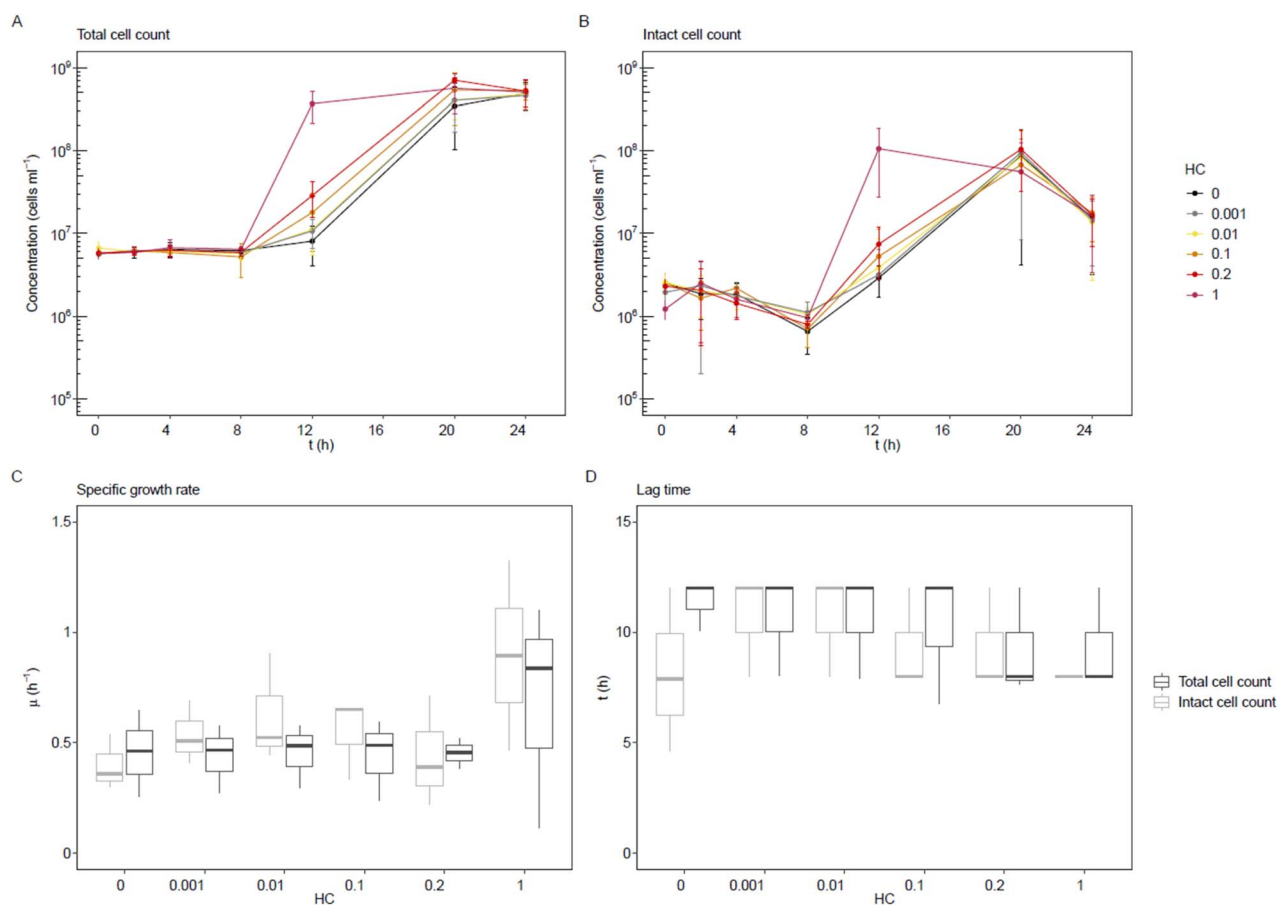 A
Total cell count
Concentration (cells ml⁻¹)
10⁹
10⁸
10⁷
10⁶
10⁵
0 4 8 12 16 20 24
t (h)
B
Intact cell count
Concentration (cells ml⁻¹)
10⁹
10⁸
10⁷
10⁶
10⁵
0 4 8 12 16 20 24
t (h)
HC
0
0.001
0.01
0.1
0.2
1
C
Specific growth rate
μ (h⁻¹)
1.5
1
0.5
0
0 0.001 0.01 0.1 0.2 1
HC
D
Lag time
t (h)
15
10
5
0
0 0.001 0.01 0.1 0.2 1
HC
Total cell count
Intact cell count